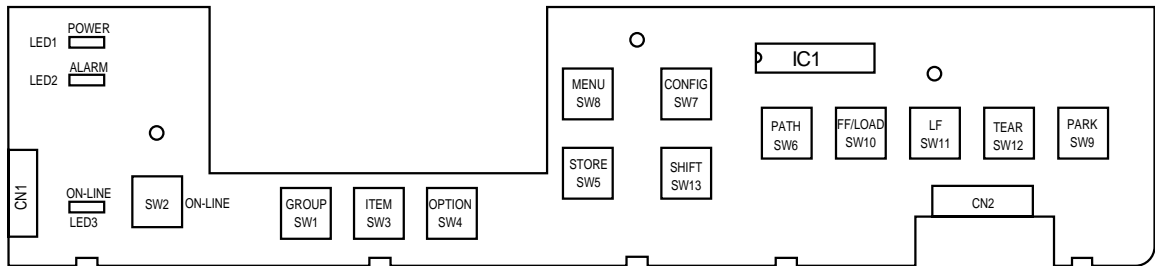 POWER
LED1
ALARM
LED2
IC1
MENU
SW8
CONFIG
SW7
PATH
SW6
FF/LOAD
SW10
LF
SW11
TEAR
SW12
PARK
SW9
STORE
SW5
SHIFT
SW13
CN1
ON-LINE
LED3
SW2
ON-LINE
GROUP
SW1
ITEM
SW3
OPTION
SW4
CN2